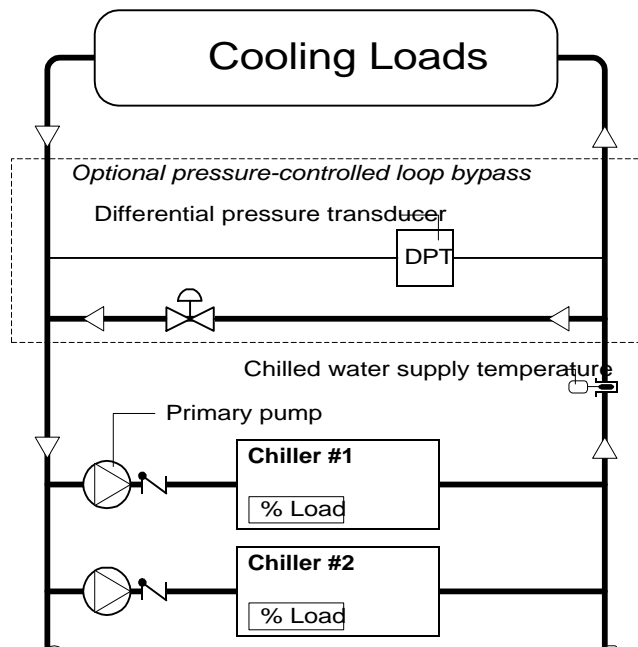 Cooling Loads
Optional pressure-controlled loop bypass
Differential pressure transducer
DPT
Chilled water supply temperature
Primary pump
Chiller #1
% Load
Chiller #2
% Load